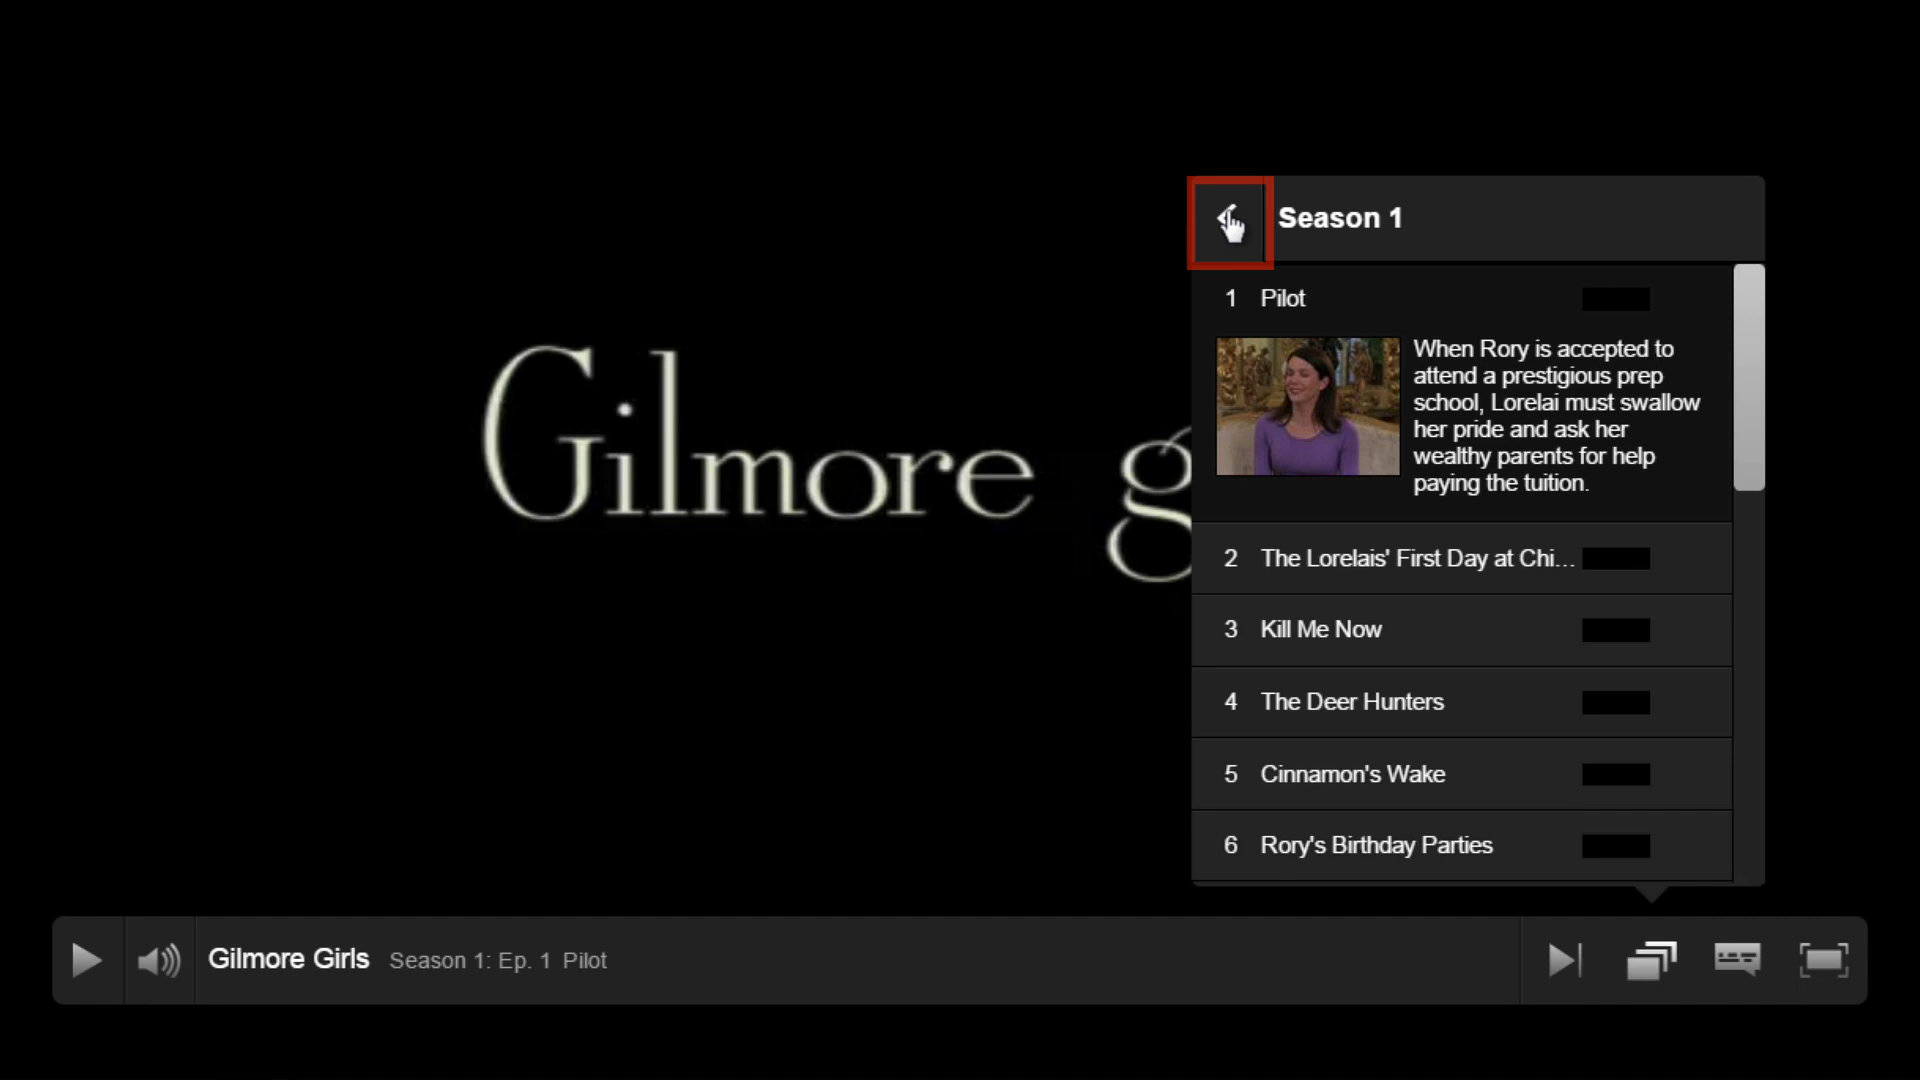 Gilmore g
Season 1
1 Pilot
When Rory is accepted to
attend a prestigious prep
school, Lorelai must swallow
her pride and ask her
wealthy parents for help
paying the tuition.
2 The Lorelais' First Day at Chi...
3 Kill Me Now
4 The Deer Hunters
5 Cinnamon's Wake
6 Rory's Birthday Parties
Gilmore Girls Season 1: Ep. 1 Pilot